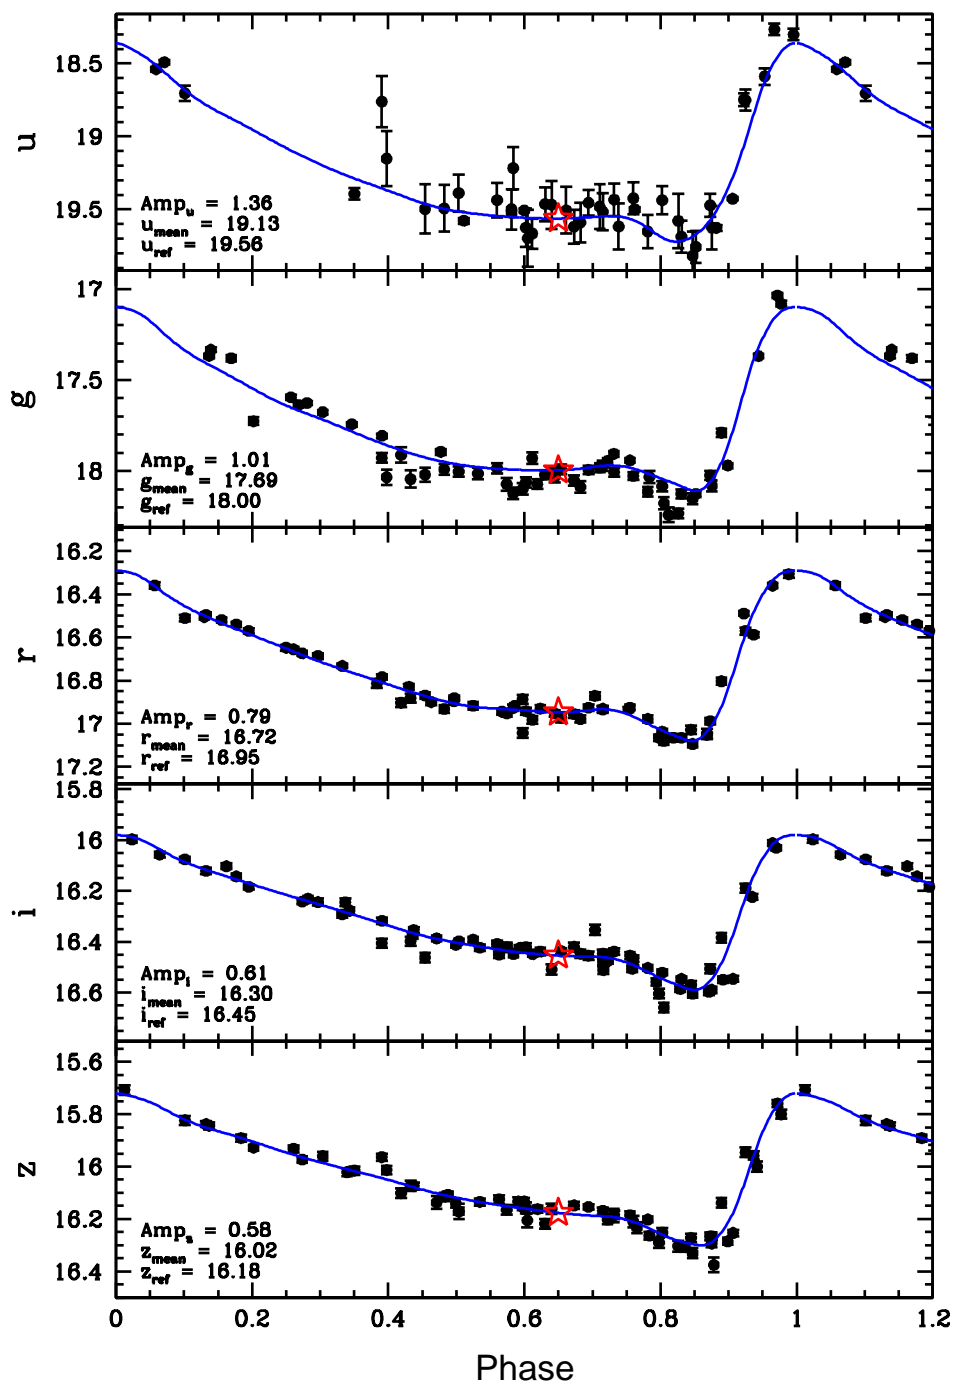 u
18.5
19
19.5
Amp_u = 1.36
u_mean = 19.13
u_ref = 19.56
g
17
17.5
18
Amp_g = 1.01
g_mean = 17.69
g_ref = 18.00
r
16.2
16.4
16.6
16.8
17
17.2
Amp_r = 0.79
r_mean = 16.72
r_ref = 16.95
i
15.8
16
16.2
16.4
16.6
Amp_i = 0.61
i_mean = 16.30
i_ref = 16.45
z
15.6
15.8
16
16.2
16.4
Amp_z = 0.58
z_mean = 16.02
z_ref = 16.18
0 0.2 0.4 0.6 0.8 1 1.2
Phase